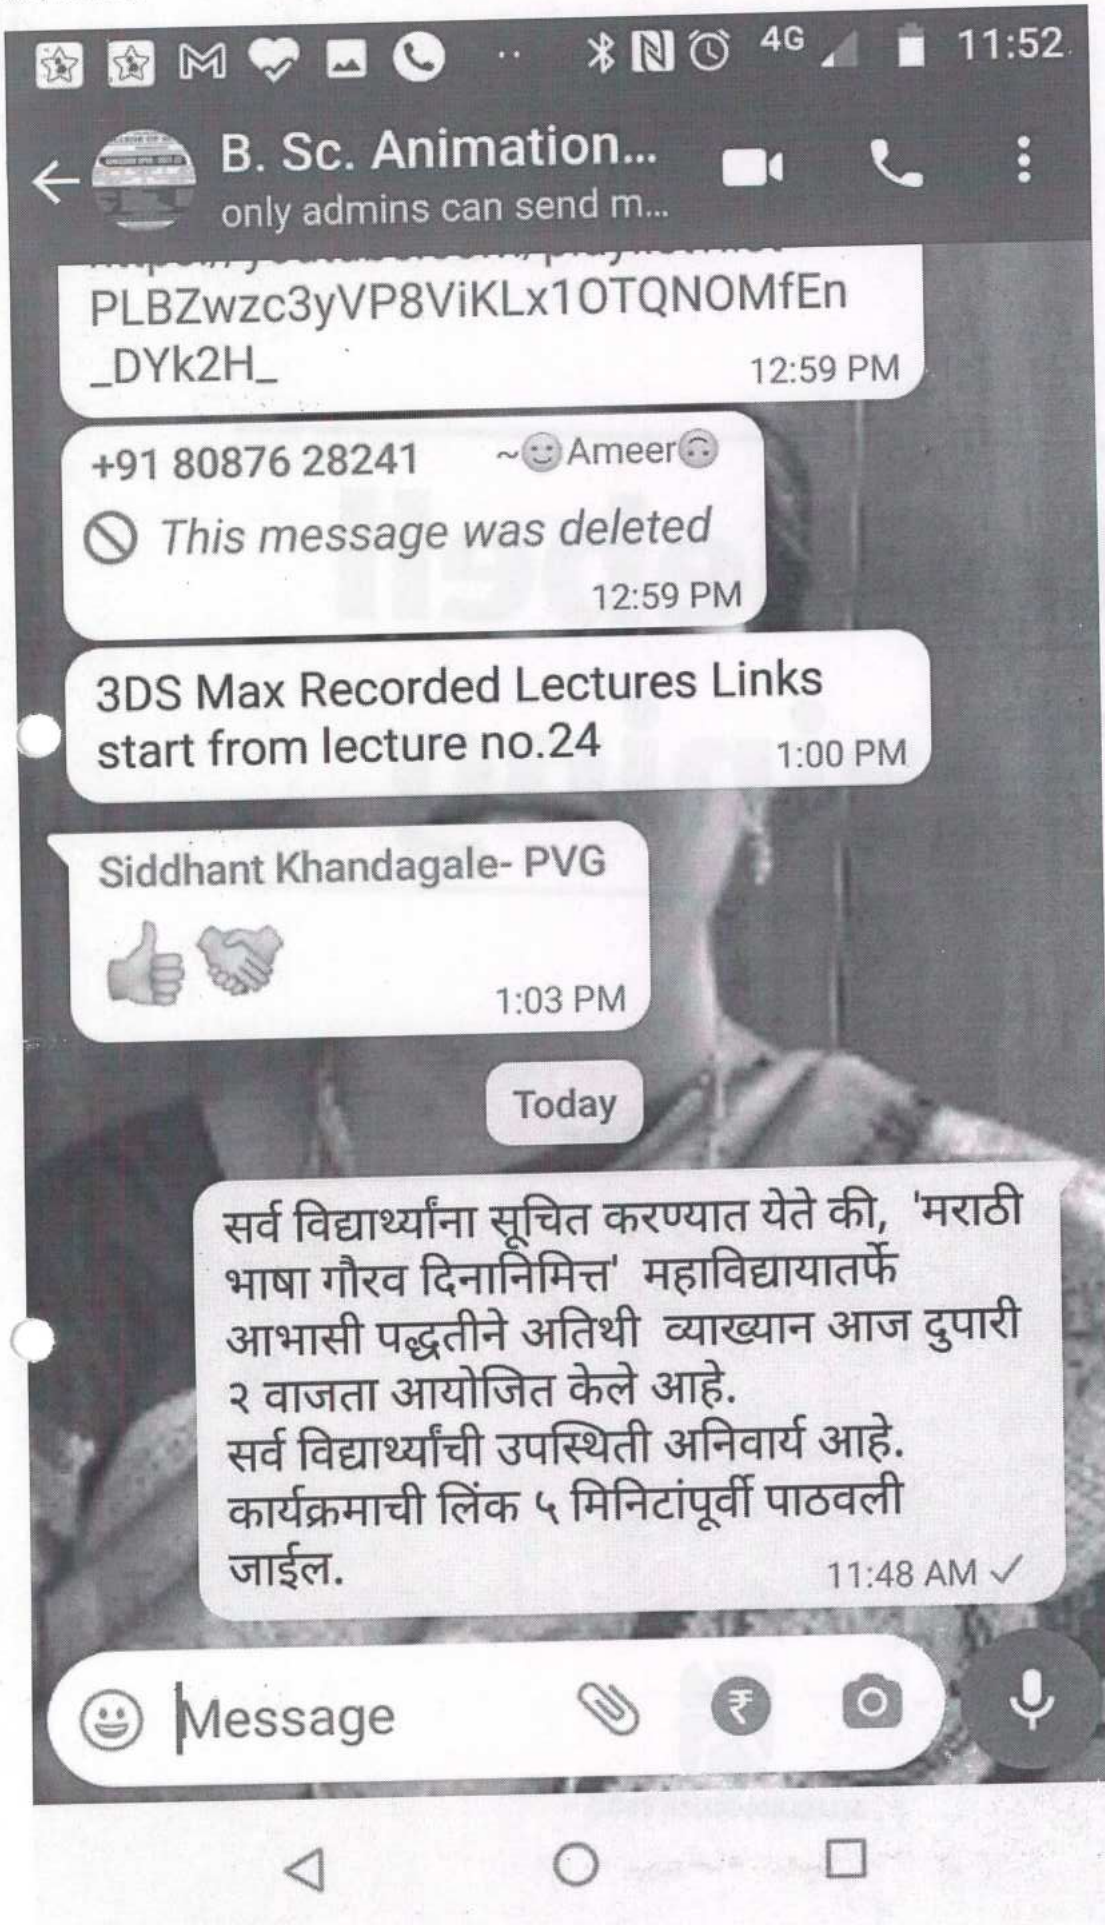 4G 11:52
B. Sc. Animation...
only admins can send m...
PLBZwzc3yVP8ViKLx1OTQNOMfEn
_DYk2H_
12:59 PM
+91 80876 28241 ~🙂Ameer🙃
This message was deleted
12:59 PM
3DS Max Recorded Lectures Links
start from lecture no.24
1:00 PM
Siddhant Khandagale- PVG
👍🤝
1:03 PM
Today
सर्व विद्यार्थ्यांना सूचित करण्यात येते की, 'मराठी
भाषा गौरव दिनानिमित्त' महाविद्यायातर्फे
आभासी पद्धतीने अतिथी व्याख्यान आज दुपारी
२ वाजता आयोजित केले आहे.
सर्व विद्यार्थ्यांची उपस्थिती अनिवार्य आहे.
कार्यक्रमाची लिंक ५ मिनिटांपूर्वी पाठवली
जाईल.
11:48 AM ✓
Message